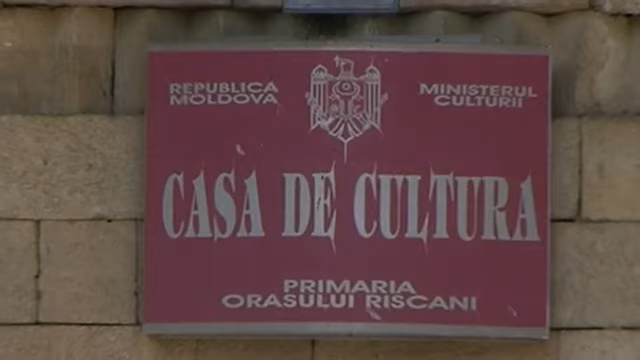 REPUBLICA
MOLDOVA
MINISTERUL
CULTURII
CASA DE CULTURA
PRIMARIA
ORASULUI RISCANI